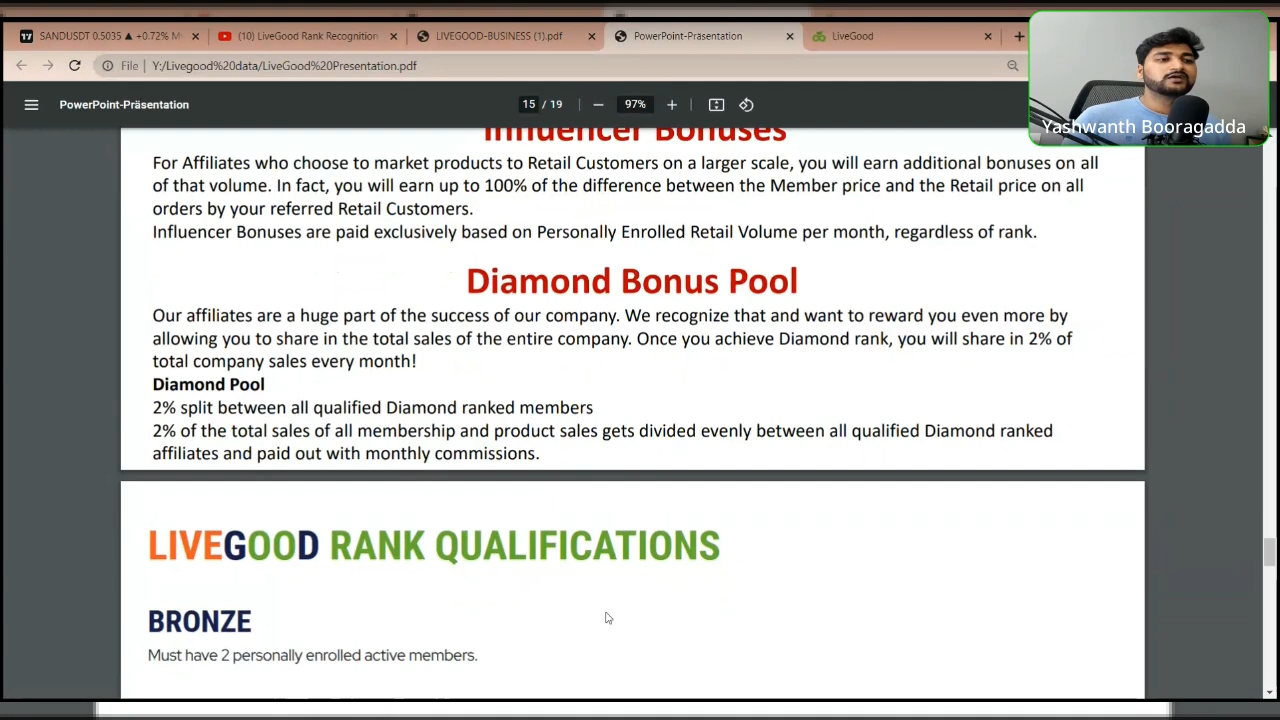 SANDUSDT 0.5035 ▲ +0.72%
(10) LiveGood Rank Recognition
LIVEGOOD-BUSINESS (1).pdf
PowerPoint-Präsentation
LiveGood
File | Y:/Livegood%20data/LiveGood%20Presentation.pdf
PowerPoint-Präsentation
15 / 19
97%
Yashwanth Booragadda
Influencer Bonuses
For Affiliates who choose to market products to Retail Customers on a larger scale, you will earn additional bonuses on all
of that volume. In fact, you will earn up to 100% of the difference between the Member price and the Retail price on all
orders by your referred Retail Customers.
Influencer Bonuses are paid exclusively based on Personally Enrolled Retail Volume per month, regardless of rank.
Diamond Bonus Pool
Our affiliates are a huge part of the success of our company. We recognize that and want to reward you even more by
allowing you to share in the total sales of the entire company. Once you achieve Diamond rank, you will share in 2% of
total company sales every month!
Diamond Pool
2% split between all qualified Diamond ranked members
2% of the total sales of all membership and product sales gets divided evenly between all qualified Diamond ranked
affiliates and paid out with monthly commissions.
LIVEGOOD RANK QUALIFICATIONS
BRONZE
Must have 2 personally enrolled active members.